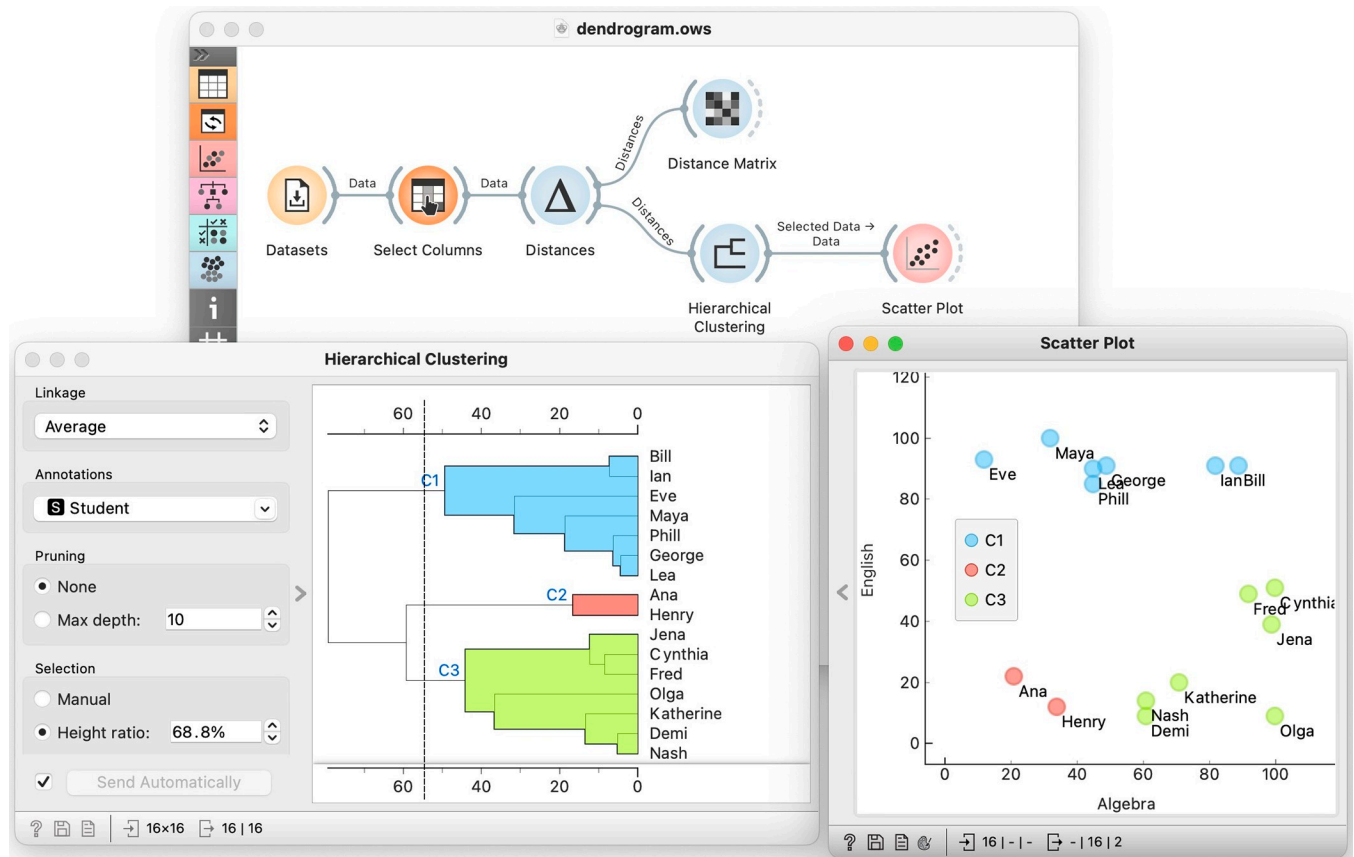 dendrogram.ows
Distances
Distance Matrix
Data
Data
Distances
Selected Data →
Data
Datasets
Select Columns
Distances
Hierarchical
Clustering
Scatter Plot
Hierarchical Clustering
Linkage
Average
Annotations
S Student
Pruning
None
Max depth: 10
Selection
Manual
Height ratio: 68.8%
Send Automatically
60 40 20 0
C1
C2
C3
Bill
Ian
Eve
Maya
Phill
George
Lea
Ana
Henry
Jena
Cynthia
Fred
Olga
Katherine
Demi
Nash
60 40 20 0
? 16×16 16 | 16
Scatter Plot
120
100
80
60
40
20
0
English
Maya
Eve
Lea
George
Phill
Ian
Bill
C1
C2
C3
Fred
Cynthia
Jena
Ana
Henry
Katherine
Nash
Demi
Olga
0 20 40 60 80 100
Algebra
? 16 | - | - - | 16 | 2